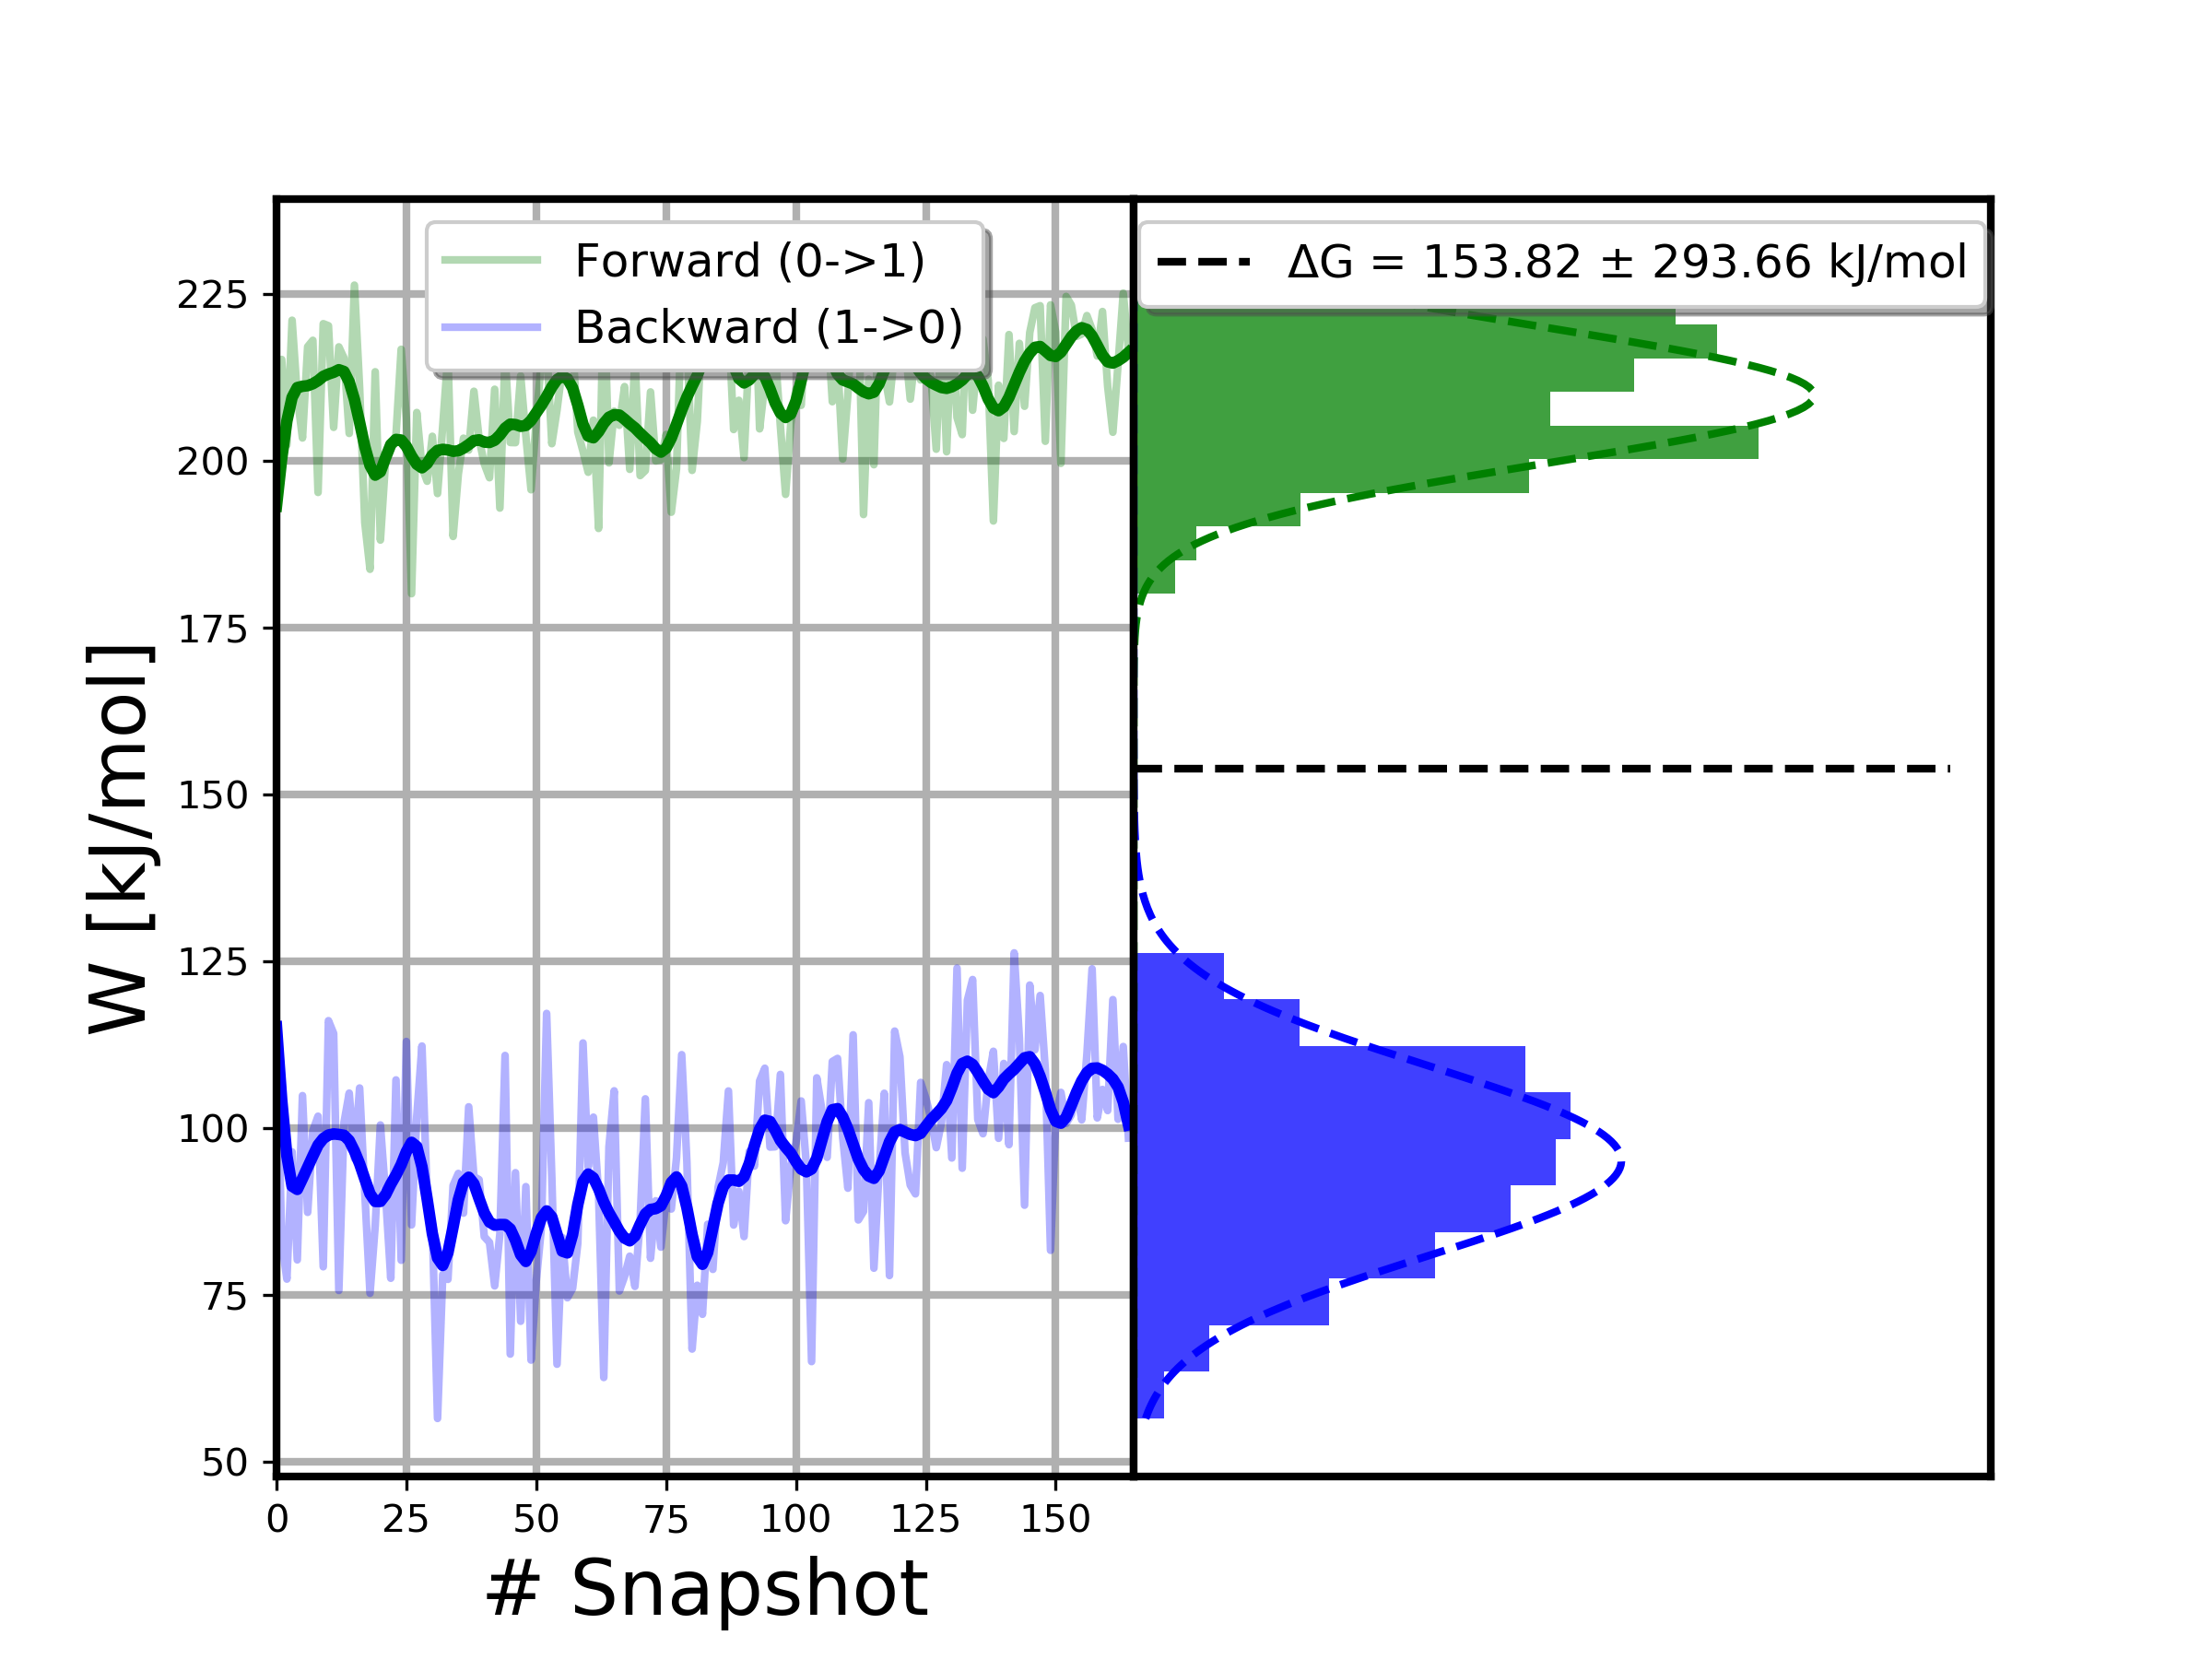 Forward (0->1)
Backward (1->0)
ΔG = 153.82 ± 293.66 kJ/mol
W [kJ/mol]
225
200
175
150
125
100
75
50
0 25 50 75 100 125 150
# Snapshot